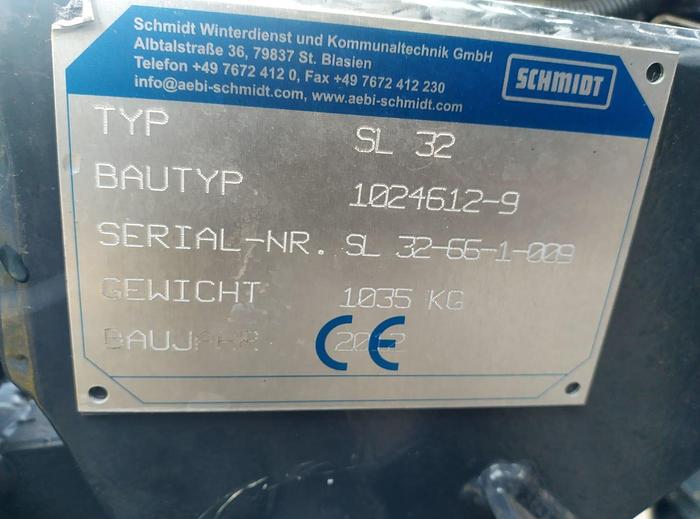 Schmidt Winterdienst und Kommunaltechnik GmbH
Albtalstraße 36, 79837 St. Blasien
Telefon +49 7672 412 0, Fax +49 7672 412 230
info@aebi-schmidt.com, www.aebi-schmidt.com
SCHMIDT
TYP SL 32
BAUTYP 1024612-9
SERIAL-NR. SL 32-66-1-009
GEWICHT 1035 KG
BAUJAHR
CE